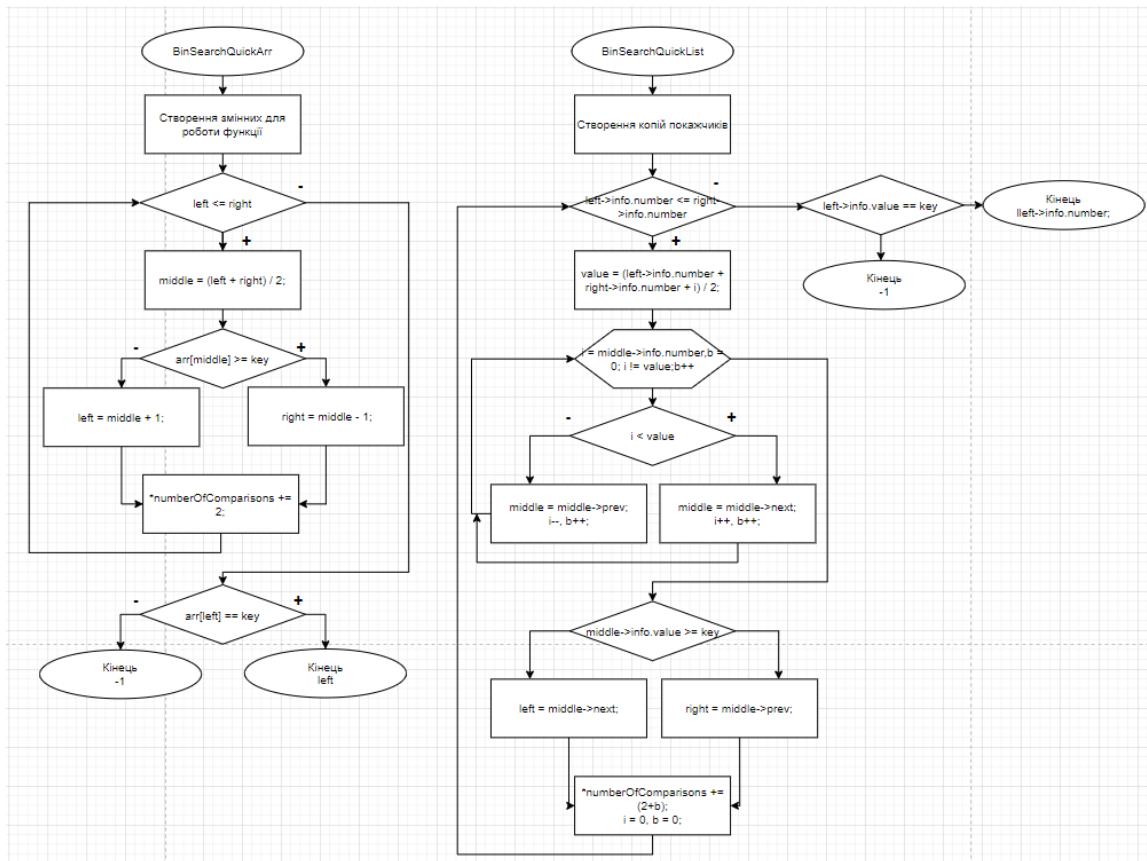 BinSearchQuickArr
Створення змінних для
роботи функції
left <= right
-
+
middle = (left + right) / 2;
arr[middle] >= key
-
+
left = middle + 1;
right = middle - 1;
*numberOfComparisons +=
2;
arr[left] == key
-
+
Кінець
-1
Кінець
left
BinSearchQuickList
Створення копій покажчиків
left->info.number <= right-
>info.number
-
+
left->info.value == key
Кінець
lleft->info.number;
Кінець
-1
value = (left->info.number +
right->info.number + i) / 2;
i = middle->info.number,b =
0; i != value;b++
i < value
-
+
middle = middle->prev;
i--, b++;
middle = middle->next;
i++, b++;
middle->info.value >= key
left = middle->next;
right = middle->prev;
*numberOfComparisons +=
(2+b);
i = 0, b = 0;